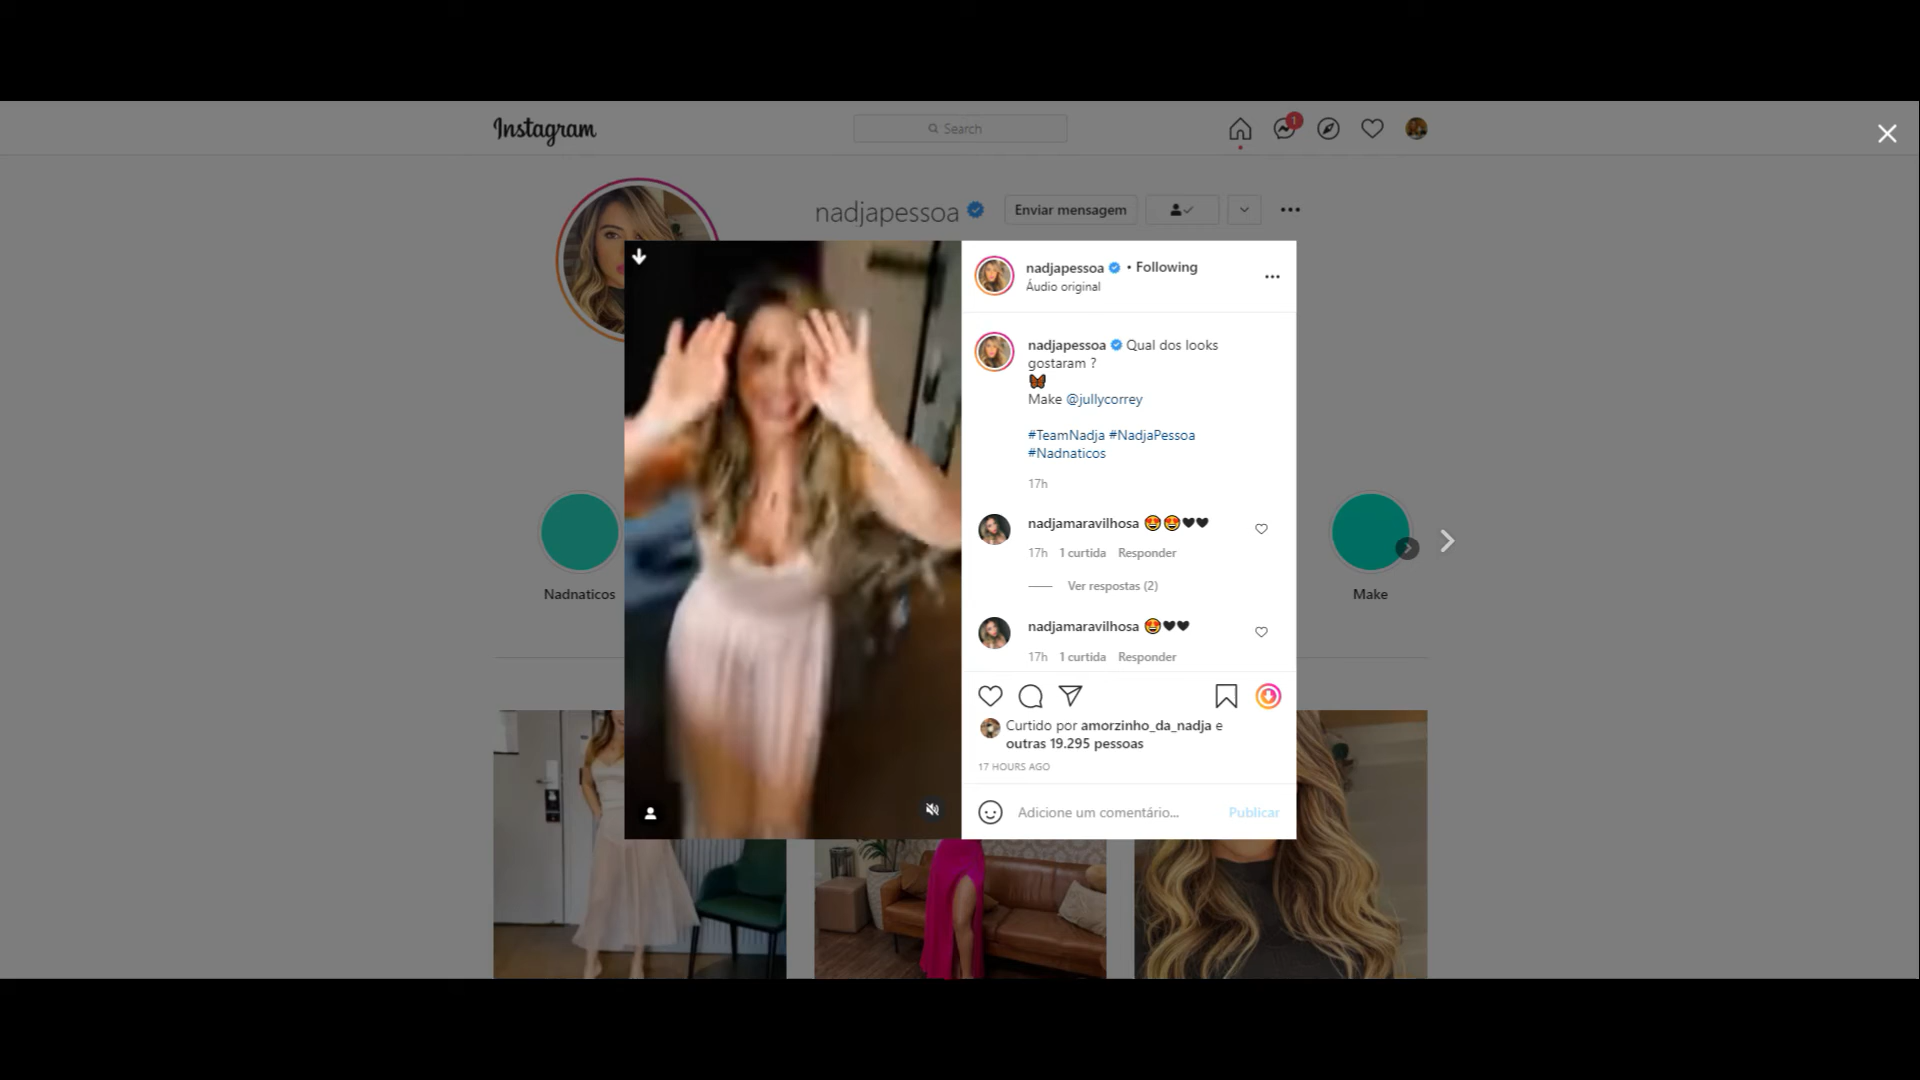 Instagram
Search
1
nadjapessoa
Enviar mensagem
nadjapessoa • Following
Áudio original
nadjapessoa Qual dos looks
gostaram ?
Make @jullycorrey
#TeamNadja #NadjaPessoa
#Nadnaticos
17h
nadjamaravilhosa 🤩🤩🖤🖤
17h 1 curtida Responder
Ver respostas (2)
nadjamaravilhosa 🤩🖤🖤
17h 1 curtida Responder
Curtido por amorzinho_da_nadja e
outras 19.295 pessoas
17 HOURS AGO
Adicione um comentário... Publicar
Nadnaticos
Make